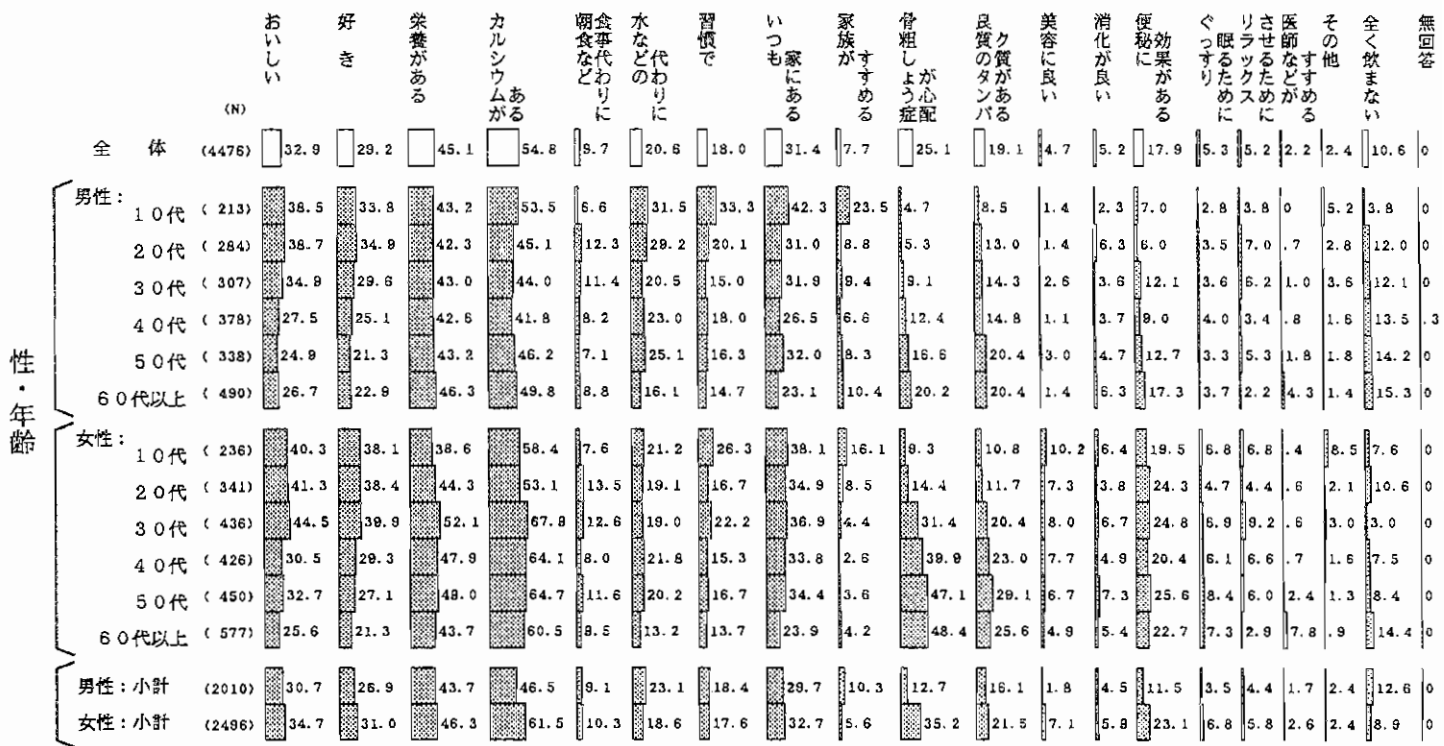 おいしい
好き
栄養がある
カルシウムがある
朝食など食事代わりに
水などの代わりに
習慣で
いつも家にある
家族がすすめる
骨粗しょう症が心配
良質のタンパク質がある
美容に良い
消化が良い
便秘に効果がある
ぐっすり眠るために
リラックスさせるために
医師などがすすめる
その他
全く飲まない
無回答
(N)
全体 (4476) 32.9 29.2 45.1 54.8 9.7 20.6 18.0 31.4 7.7 25.1 19.1 4.7 5.2 17.9 5.3 5.2 2.2 2.4 10.6 0
性・年齢
男性：
10代 (213) 38.5 33.8 43.2 53.5 6.6 31.5 33.3 42.3 23.5 4.7 8.5 1.4 2.3 7.0 2.8 3.8 0 5.2 3.8 0
20代 (284) 38.7 34.9 42.3 45.1 12.3 29.2 20.1 31.0 8.8 5.3 13.0 1.4 6.3 6.0 3.5 7.0 .7 2.8 12.0 0
30代 (307) 34.9 29.6 43.0 44.0 11.4 20.5 15.0 31.9 9.4 9.1 14.3 2.6 3.6 12.1 3.6 6.2 1.0 3.6 12.1 0
40代 (378) 27.5 25.1 42.6 41.8 8.2 23.0 18.0 26.5 6.6 12.4 14.8 1.1 3.7 9.0 4.0 3.4 .8 1.6 13.5 .3
50代 (338) 24.9 21.3 43.2 46.2 7.1 25.1 16.3 32.0 8.3 16.6 20.4 3.0 4.7 12.7 3.3 5.3 1.8 1.8 14.2 0
60代以上 (490) 26.7 22.9 46.3 49.8 8.8 16.1 14.7 23.1 10.4 20.2 20.4 1.4 6.3 17.3 3.7 2.2 4.3 1.4 15.3 0
女性：
10代 (236) 40.3 38.1 38.6 58.4 7.6 21.2 26.3 38.1 16.1 9.3 10.8 10.2 6.4 19.5 6.8 6.8 .4 8.5 7.6 0
20代 (341) 41.3 38.4 44.3 53.1 13.5 19.1 16.7 34.9 8.5 14.4 11.7 7.3 3.8 24.3 4.7 4.4 .6 2.1 10.6 0
30代 (436) 44.5 39.9 52.1 67.9 12.6 19.0 22.2 36.9 4.4 31.4 20.4 8.0 6.7 24.8 6.9 9.2 .6 3.0 3.0 0
40代 (426) 30.5 29.3 47.9 64.1 8.0 21.8 15.3 33.8 2.6 39.9 23.0 7.7 4.9 20.4 6.1 6.6 .7 1.6 7.5 0
50代 (450) 32.7 27.1 48.0 64.7 11.6 20.2 16.7 34.4 3.6 47.1 29.1 6.7 7.3 25.6 8.4 6.0 2.4 1.3 8.4 0
60代以上 (577) 25.6 21.3 43.7 60.5 8.5 13.2 13.7 23.9 4.2 48.4 25.6 4.9 5.4 22.7 7.3 2.9 7.8 .9 14.4 0
男性：小計 (2010) 30.7 26.9 43.7 46.5 9.1 23.1 18.4 29.7 10.3 12.7 16.1 1.8 4.5 11.5 3.5 4.4 1.7 2.4 12.6 0
女性：小計 (2466) 34.7 31.0 46.3 61.5 10.3 18.6 17.6 32.7 5.6 35.2 21.5 7.1 5.9 23.1 6.8 5.8 2.6 2.4 8.9 0